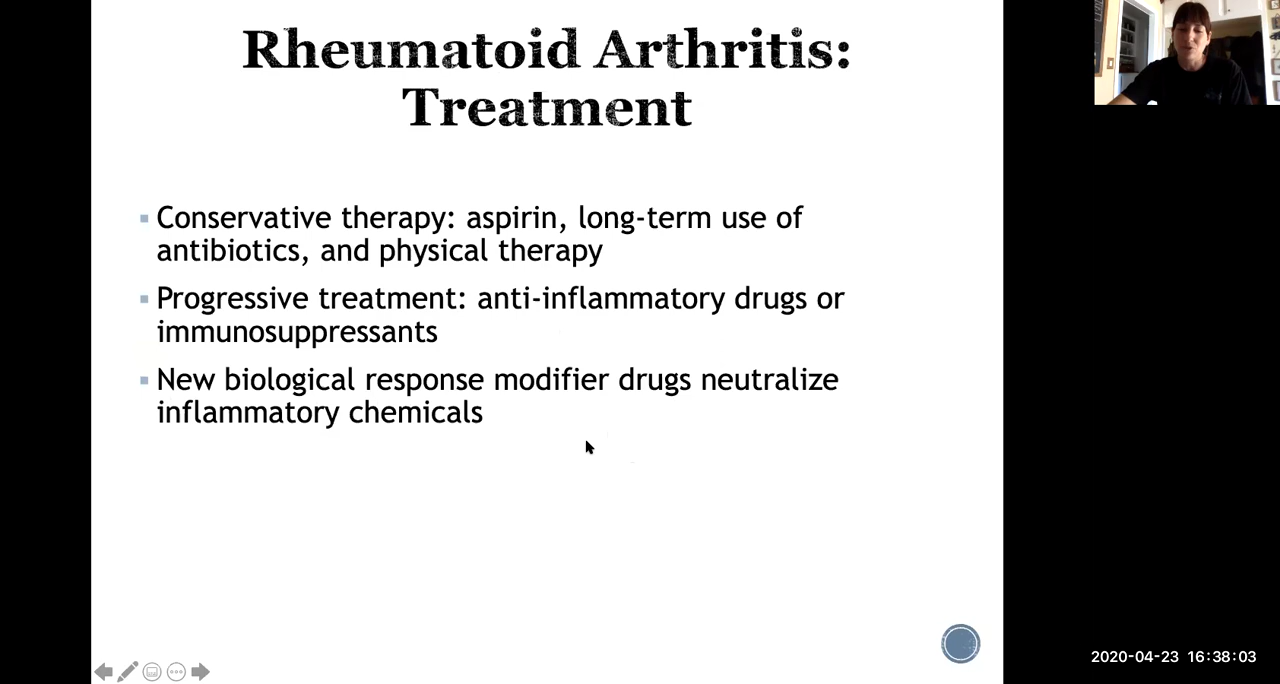 Rheumatoid Arthritis:
Treatment
Conservative therapy: aspirin, long-term use of
antibiotics, and physical therapy
Progressive treatment: anti-inflammatory drugs or
immunosuppressants
New biological response modifier drugs neutralize
inflammatory chemicals
2020-04-23 16:38:03